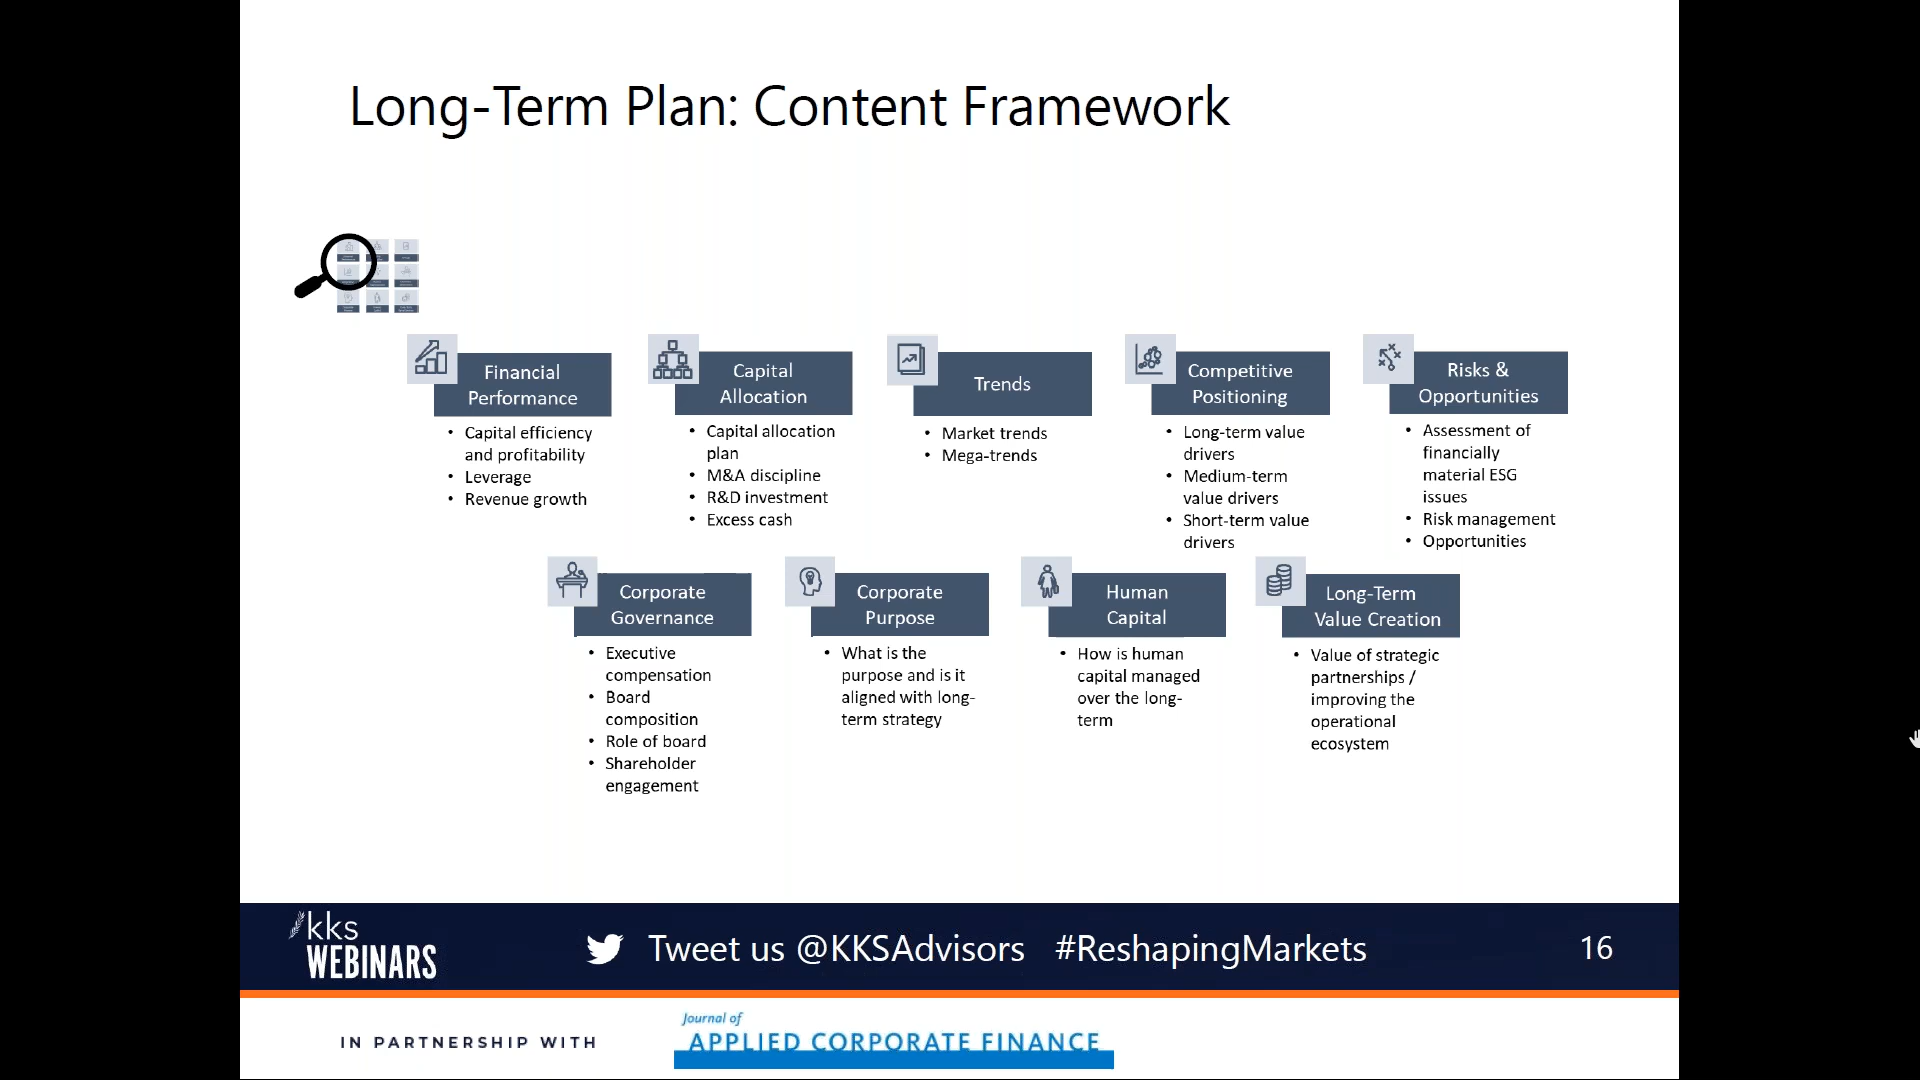 Long-Term Plan: Content Framework
Financial
Performance
• Capital efficiency
and profitability
• Leverage
• Revenue growth
Capital
Allocation
• Capital allocation
plan
• M&A discipline
• R&D investment
• Excess cash
Trends
• Market trends
• Mega-trends
Competitive
Positioning
• Long-term value
drivers
• Medium-term
value drivers
• Short-term value
drivers
Risks &
Opportunities
• Assessment of
financially
material ESG
issues
• Risk management
• Opportunities
Corporate
Governance
• Executive
compensation
• Board
composition
• Role of board
• Shareholder
engagement
Corporate
Purpose
• What is the
purpose and is it
aligned with long-
term strategy
Human
Capital
• How is human
capital managed
over the long-
term
Long-Term
Value Creation
• Value of strategic
partnerships /
improving the
operational
ecosystem
kks
WEBINARS
Tweet us @KKSAdvisors #ReshapingMarkets
16
IN PARTNERSHIP WITH
Journal of
APPLIED CORPORATE FINANCE